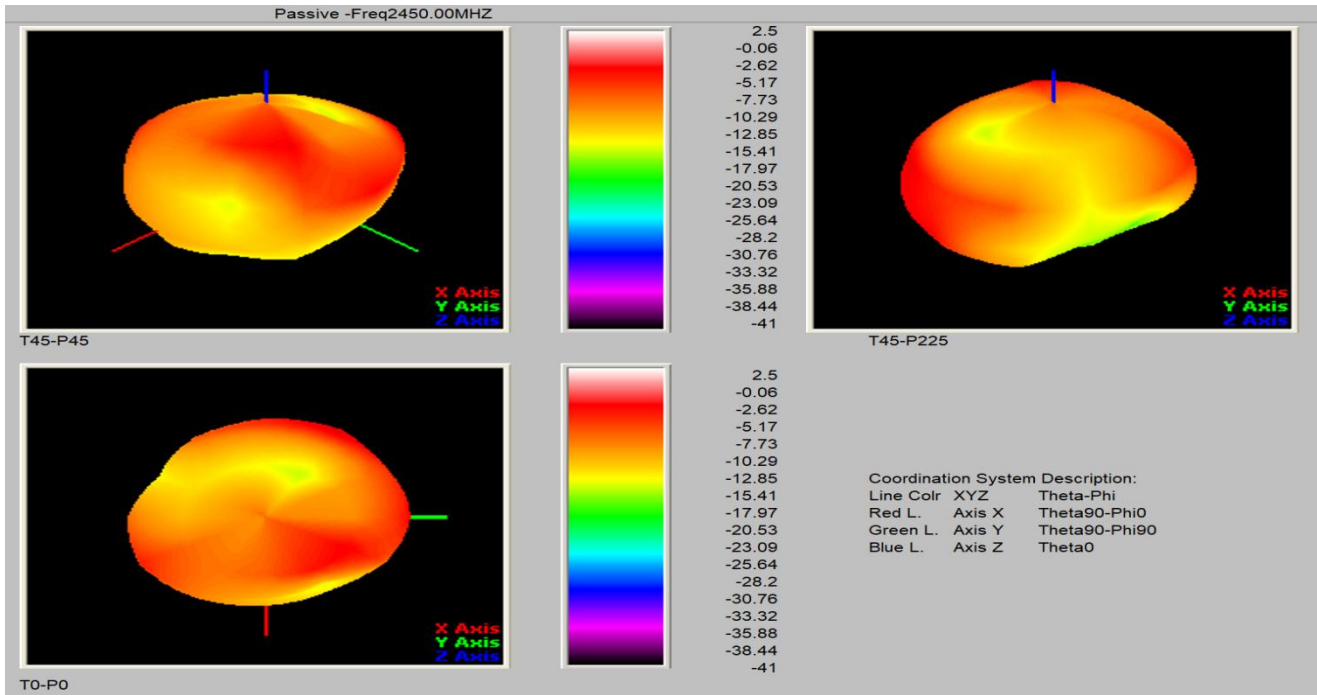 Passive -Freq2450.00MHZ
2.5
-0.06
-2.62
-5.17
-7.73
-10.29
-12.85
-15.41
-17.97
-20.53
-23.09
-25.64
-28.2
-30.76
-33.32
-35.88
-38.44
-41
X Axis
Y Axis
Z Axis
T45-P45
X Axis
Y Axis
Z Axis
T45-P225
2.5
-0.06
-2.62
-5.17
-7.73
-10.29
-12.85
-15.41
-17.97
-20.53
-23.09
-25.64
-28.2
-30.76
-33.32
-35.88
-38.44
-41
X Axis
Y Axis
Z Axis
T0-P0
Coordination System Description:
Line Colr XYZ Theta-Phi
Red L. Axis X Theta90-Phi0
Green L. Axis Y Theta90-Phi90
Blue L. Axis Z Theta0